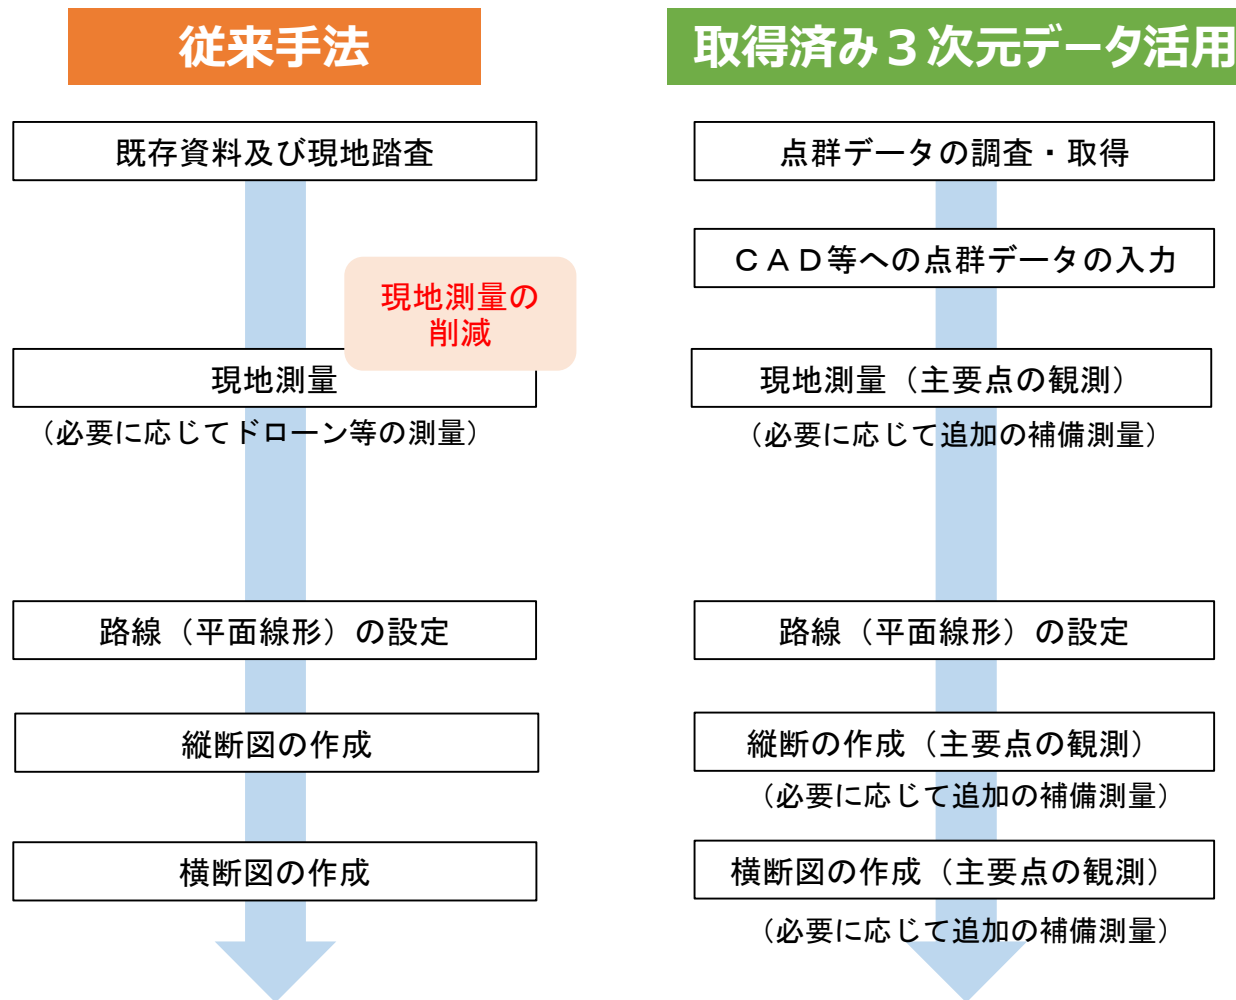 従来手法
既存資料及び現地踏査
現地測量の
削減
現地測量
（必要に応じてドローン等の測量）
路線（平面線形）の設定
縦断図の作成
横断図の作成
取得済み３次元データ活用
点群データの調査・取得
ＣＡＤ等への点群データの入力
現地測量（主要点の観測）
（必要に応じて追加の補備測量）
路線（平面線形）の設定
縦断の作成（主要点の観測）
（必要に応じて追加の補備測量）
横断図の作成（主要点の観測）
（必要に応じて追加の補備測量）